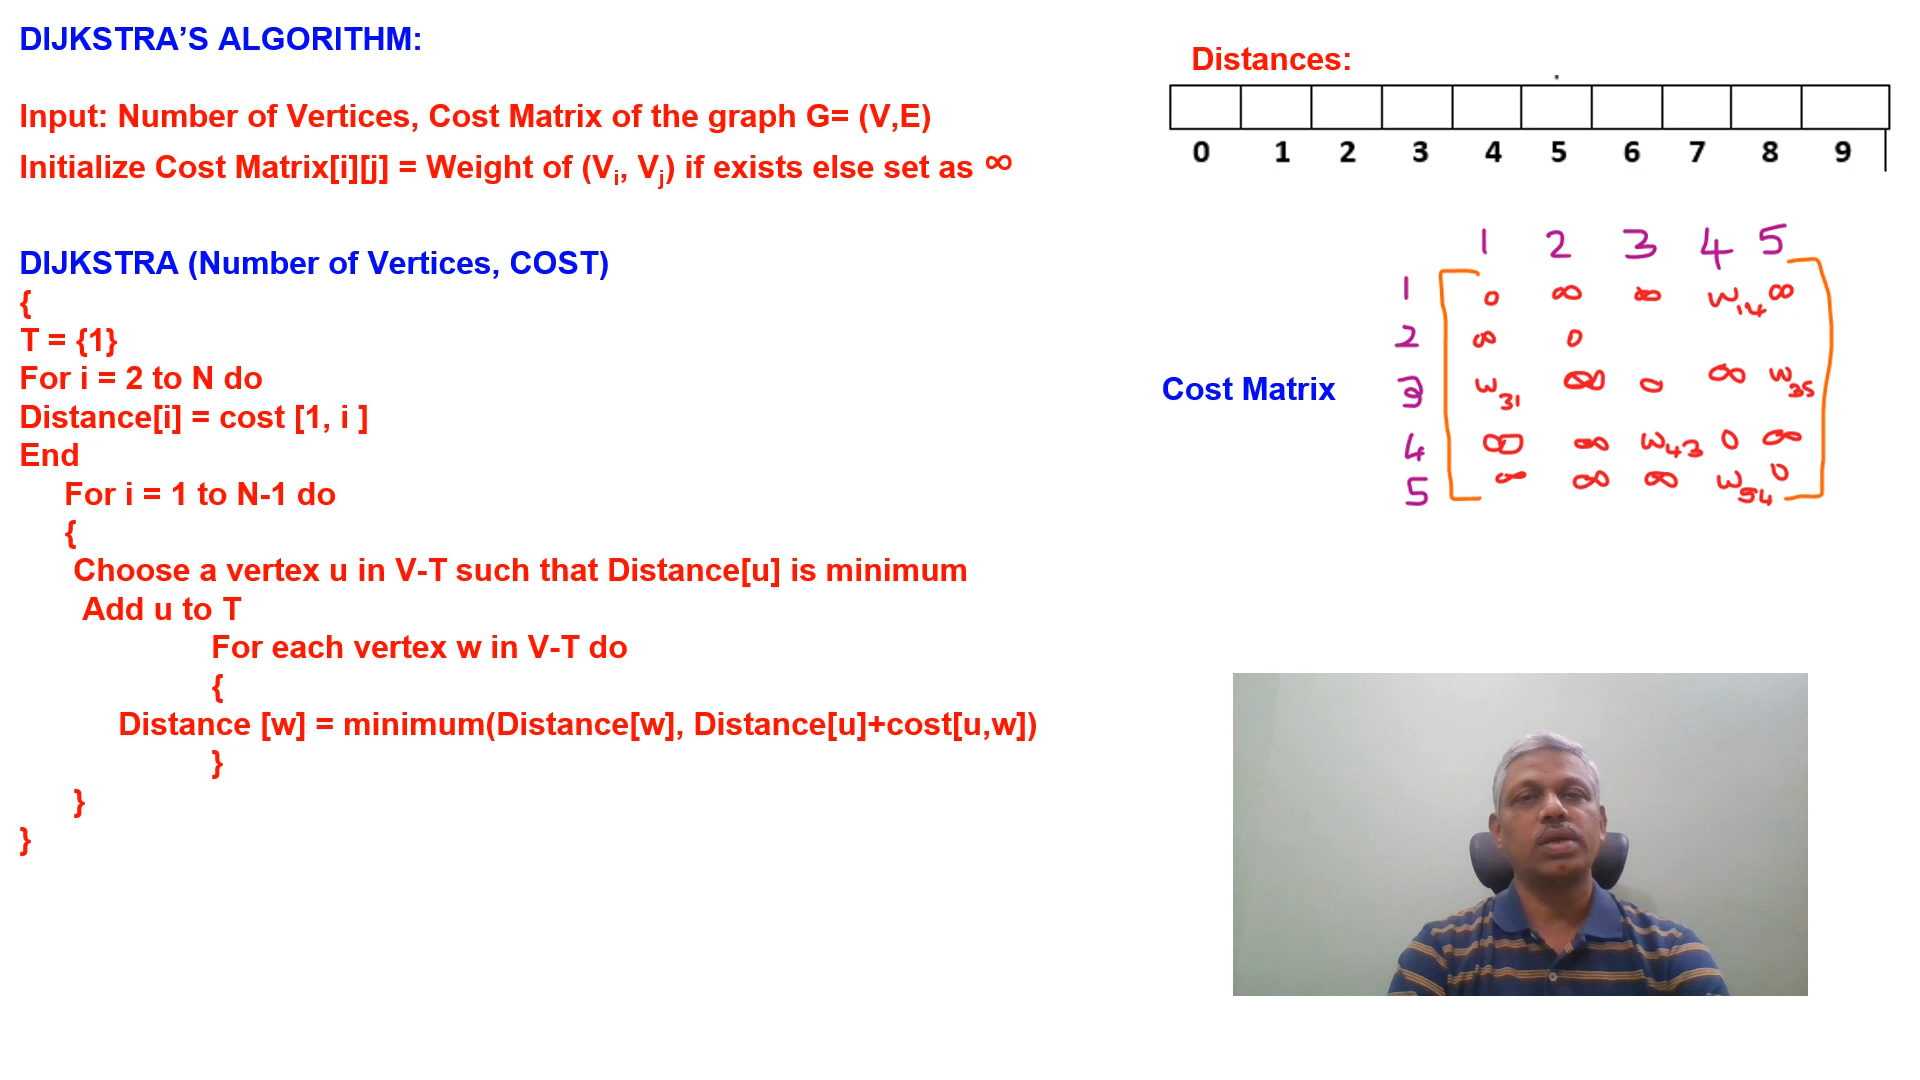 DIJKSTRA’S ALGORITHM:
Input: Number of Vertices, Cost Matrix of the graph G= (V,E)
Initialize Cost Matrix[i][j] = Weight of (Vi, Vj) if exists else set as ∞
DIJKSTRA (Number of Vertices, COST)
{
T = {1}
For i = 2 to N do
Distance[i] = cost [1, i ]
End
For i = 1 to N-1 do
{
Choose a vertex u in V-T such that Distance[u] is minimum
Add u to T
For each vertex w in V-T do
{
Distance [w] = minimum(Distance[w], Distance[u]+cost[u,w])
}
}
}
Distances:
0 1 2 3 4 5 6 7 8 9
Cost Matrix
1 2 3 4 5
1 0 ∞ ∞ w14 ∞
2 ∞ 0
3 w31 ∞ 0 ∞ w35
4 ∞ ∞ w43 0 ∞
5 ∞ ∞ ∞ w54 0